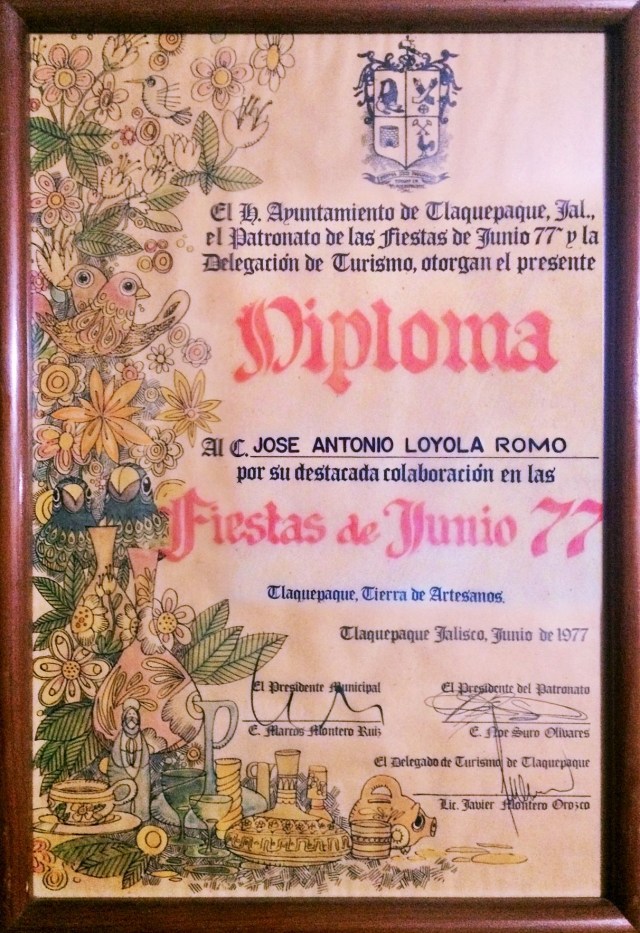 El H. Ayuntamiento de Tlaquepaque, Jal.,
el Patronato de las Fiestas de Junio 77 y la
Delegación de Turismo, otorgan el presente
Diploma
Al C. JOSE ANTONIO LOYOLA ROMO
por su destacada colaboración en las
Fiestas de Junio 77
Tlaquepaque, Tierra de Artesanos.
Tlaquepaque Jalisco, Junio de 1977
El Presidente Municipal
E. Marcos Montero Ruiz
El Presidente del Patronato
E. Noe Suro Olivares
El Delegado de Turismo de Tlaquepaque
Lic. Javier Montero Orozco